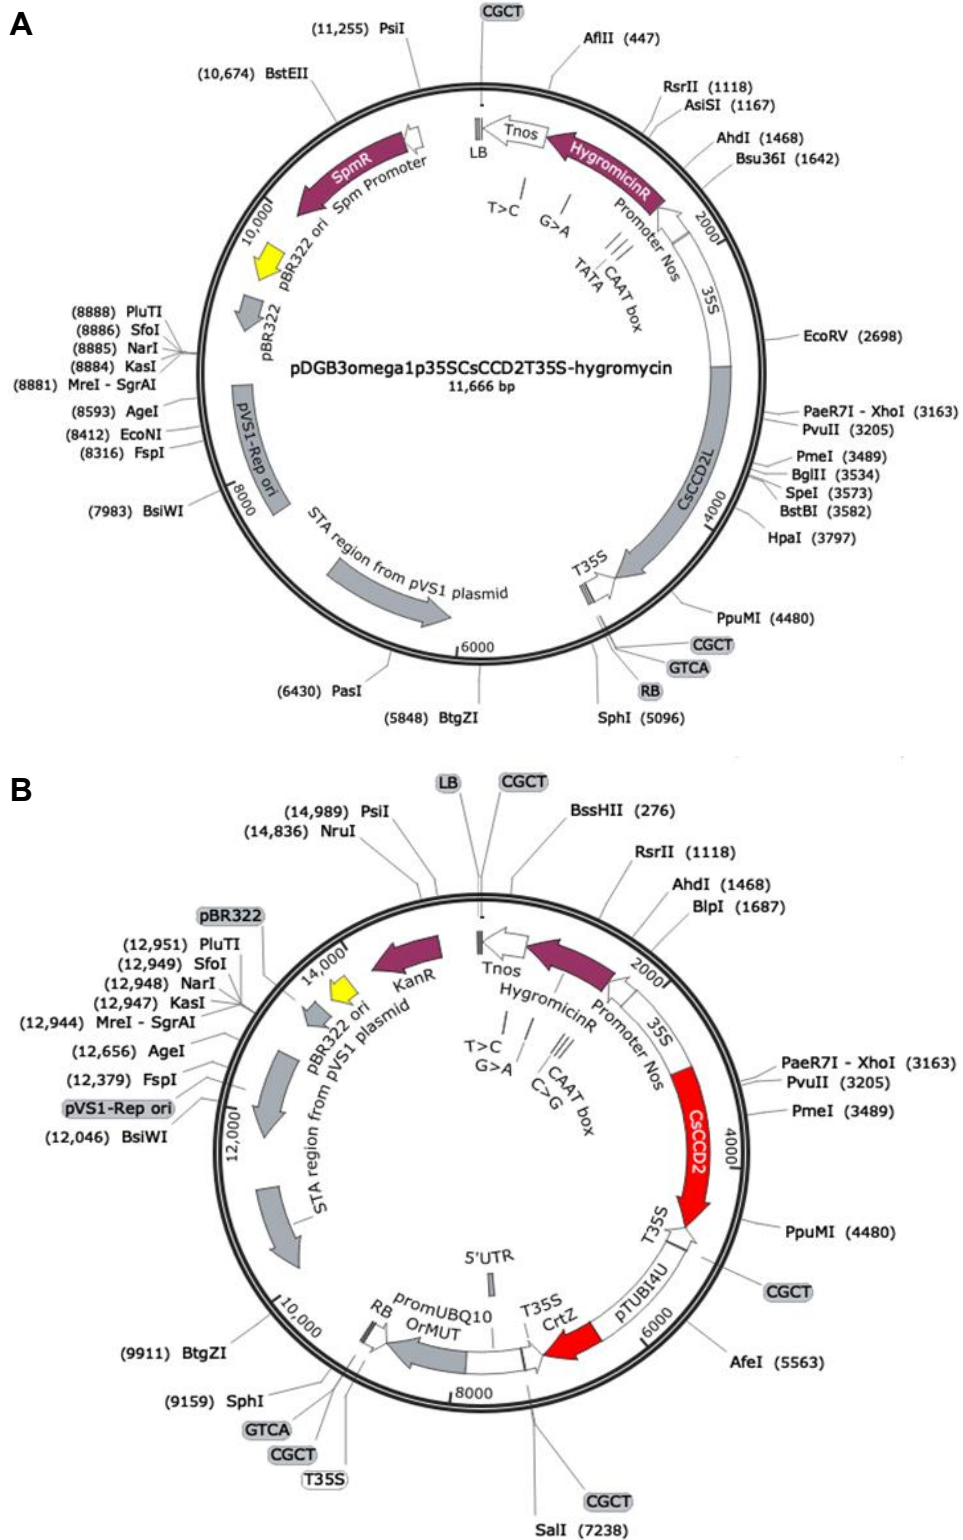 A
CGCT
(11,255) PsiI
AflII (447)
(10,674) BstEII
RsrII (1118)
AsiSI (1167)
AhdI (1468)
Bsu36I (1642)
LB
Tnos
HygromicinR
SpmR
Spm Promoter
T>C
G>A
Promoter Nos
TATA
CAAT box
2000
10,000
pBR322 ori
35S
pBR322
(8888) PluTI
(8886) SfoI
(8885) NarI
(8884) KasI
(8881) MreI - SgrAI
(8593) AgeI
(8412) EcoNI
(8316) FspI
EcoRV (2698)
pDGB3omega1p35SCsCCD2T35S-hygromycin
11,666 bp
PaeR7I - XhoI (3163)
PvuII (3205)
PmeI (3489)
BglII (3534)
SpeI (3573)
BstBI (3582)
HpaI (3797)
pVS1-Rep ori
CsCCD2L
8000
4000
(7983) BsiWI
STA region from pVS1 plasmid
T35S
PpuMI (4480)
CGCT
GTCA
RB
6000
(6430) PasI
(5848) BtgZI
SphI (5096)
B
LB
CGCT
(14,989) PsiI
(14,836) NruI
BssHII (276)
RsrII (1118)
AhdI (1468)
BlpI (1687)
pBR322
(12,951) PluTI
(12,949) SfoI
(12,948) NarI
(12,947) KasI
(12,944) MreI - SgrAI
(12,656) AgeI
(12,379) FspI
pVS1-Rep ori
(12,046) BsiWI
14,000
KanR
Tnos
HygromicinR
Promoter Nos
2000
35S
pBR322 ori
STA region from pVS1 plasmid
T>C
G>A
C>G
CAAT box
PaeR7I - XhoI (3163)
PvuII (3205)
PmeI (3489)
12,000
CsCCD2
4000
T35S
PpuMI (4480)
CGCT
5'UTR
pTUBI4U
T35S
CrtZ
promUBQ10
OrMUT
RB
10,000
6000
(9911) BtgZI
AfeI (5563)
8000
(9159) SphI
GTCA
CGCT
T35S
CGCT
SalI (7238)